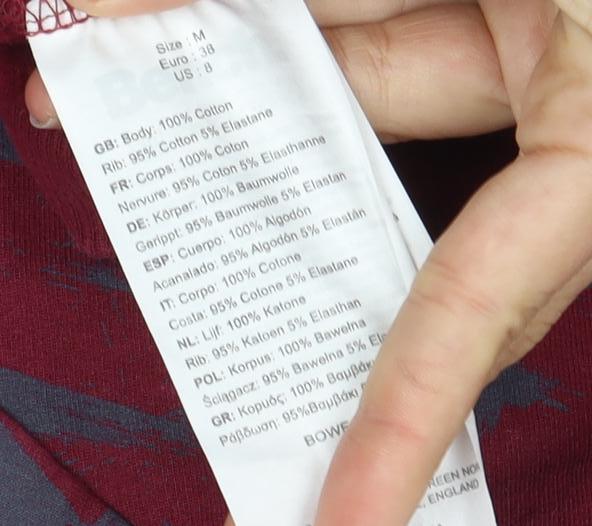 Size : M
Euro : 38
US : 8
GB: Body: 100% Cotton
Rib: 95% Cotton 5% Elastane
FR: Corps: 100% Coton
Nervure: 95% Coton 5% Elasthanne
DE: Körper: 100% Baumwolle
Gerippt: 95% Baumwolle 5% Elastan
ESP: Cuerpo: 100% Algodón
Acanalado: 95% Algodón 5% Elastán
IT: Corpo: 100% Cotone
Costa: 95% Cotone 5% Elastane
NL: Lijf: 100% Katone
Rib: 95% Katoen 5% Elasthan
POL: Korpus: 100% Bawelna
Ściągacz: 95% Bawelna 5%
GR: Κορμός: 100%
Ράβδωση: 95%Βαμβάκι
ENGLAND